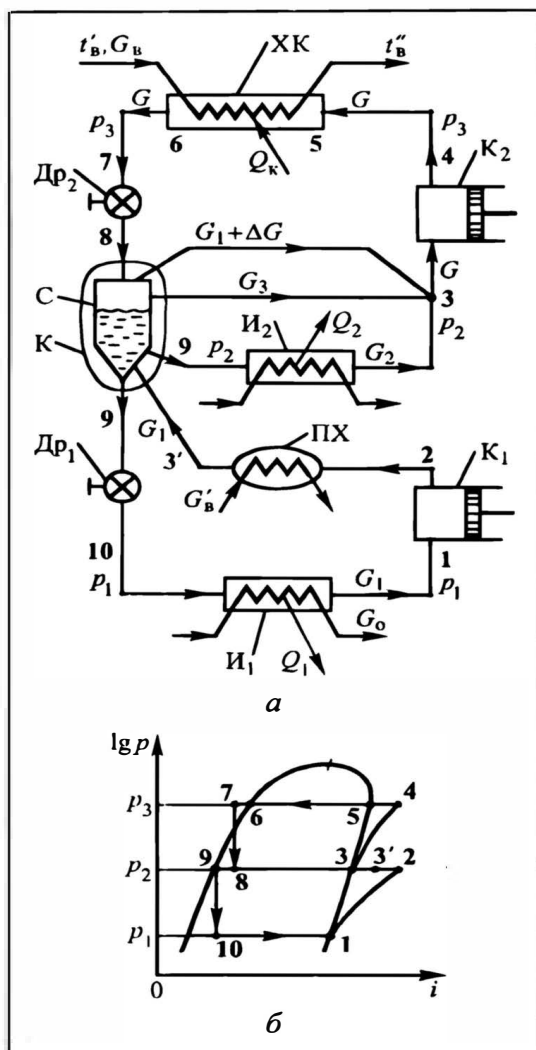 t′в, Gв
ХК
t″в
G
G
p3
6
5
p3
7
Qк
4
К2
Др2
8
G1 + ΔG
G
С
G3
3
К
9
p2
И2
Q2
G2
p2
9
G1
ПХ
3′
2
К1
Др1
G′в
10
1
p1
G1
p1
Gо
И1
Q1
а
lg p
p3
7
6
5
4
p2
9
8
3
3′
2
p1
10
1
0
i
б